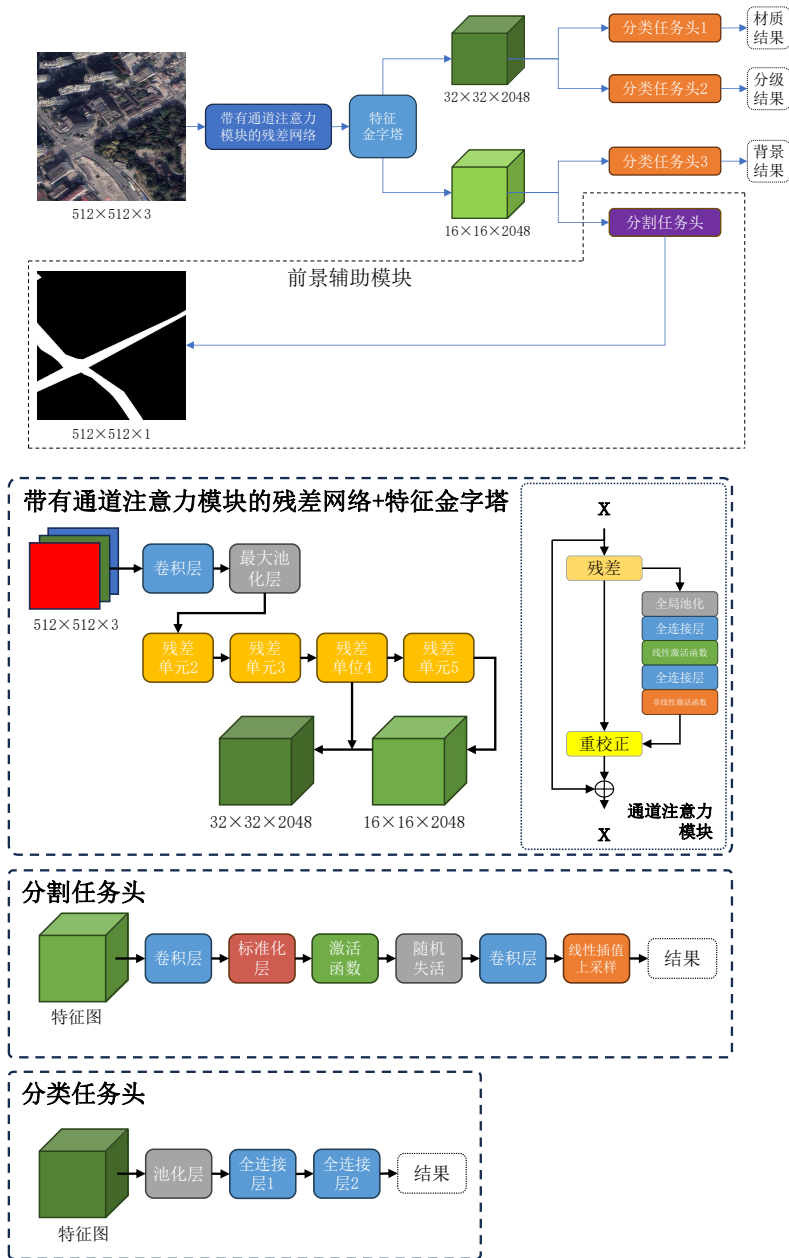 分类任务头1
材质
结果
带有通道注意力
模块的残差网络
特征
金字塔
32×32×2048
分类任务头2
分级
结果
512×512×3
16×16×2048
分类任务头3
背景
结果
分割任务头
前景辅助模块
512×512×1
带有通道注意力模块的残差网络+特征金字塔
512×512×3
卷积层
最大池
化层
残差
单元2
残差
单元3
残差
单位4
残差
单元5
32×32×2048
16×16×2048
X
残差
全局池化
全连接层
线性激活函数
全连接层
非线性激活函数
重校正
X
通道注意力
模块
分割任务头
特征图
卷积层
标准化
层
激活
函数
随机
失活
卷积层
线性插值
上采样
结果
分类任务头
特征图
池化层
全连接
层1
全连接
层2
结果